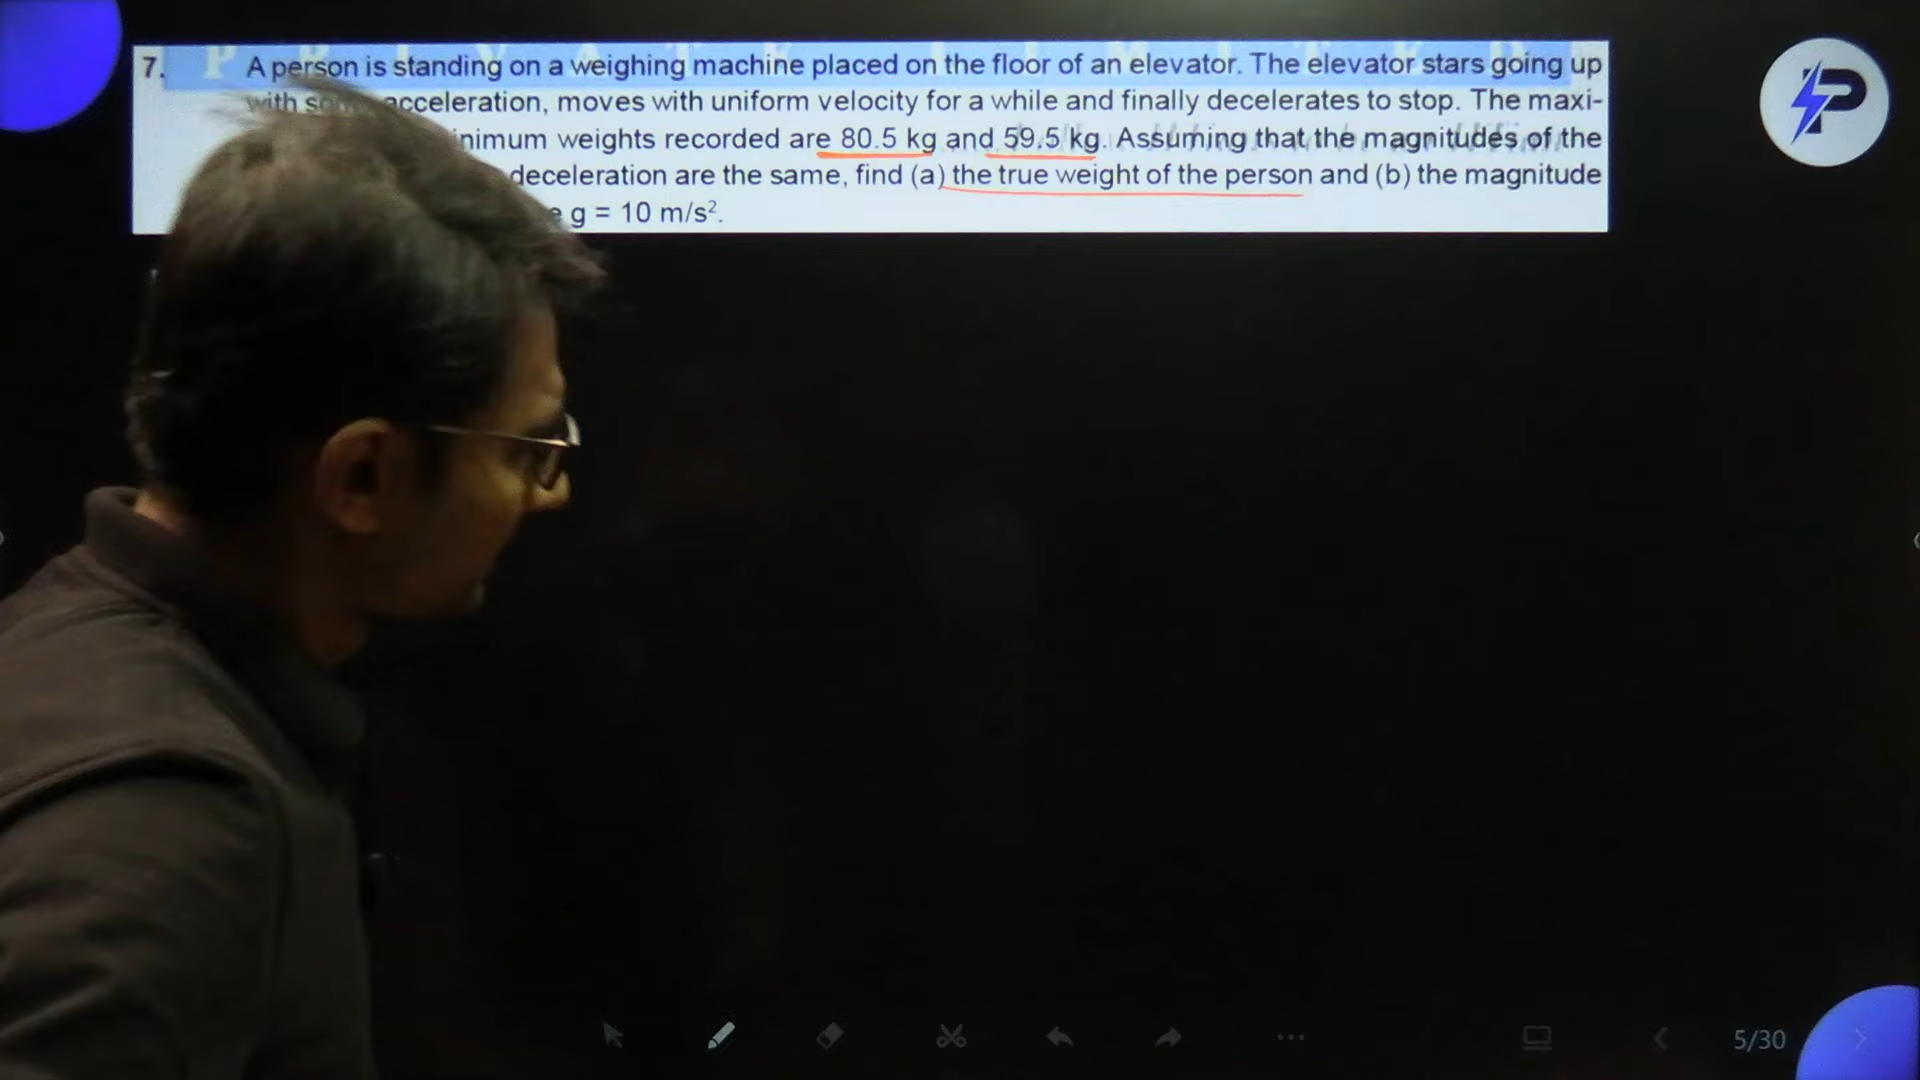 7. A person is standing on a weighing machine placed on the floor of an elevator. The elevator stars going up
with acceleration, moves with uniform velocity for a while and finally decelerates to stop. The maxi-
nimum weights recorded are 80.5 kg and 59.5 kg. Assuming that the magnitudes of the
deceleration are the same, find (a) the true weight of the person and (b) the magnitude
g = 10 m/s².
P
5/30